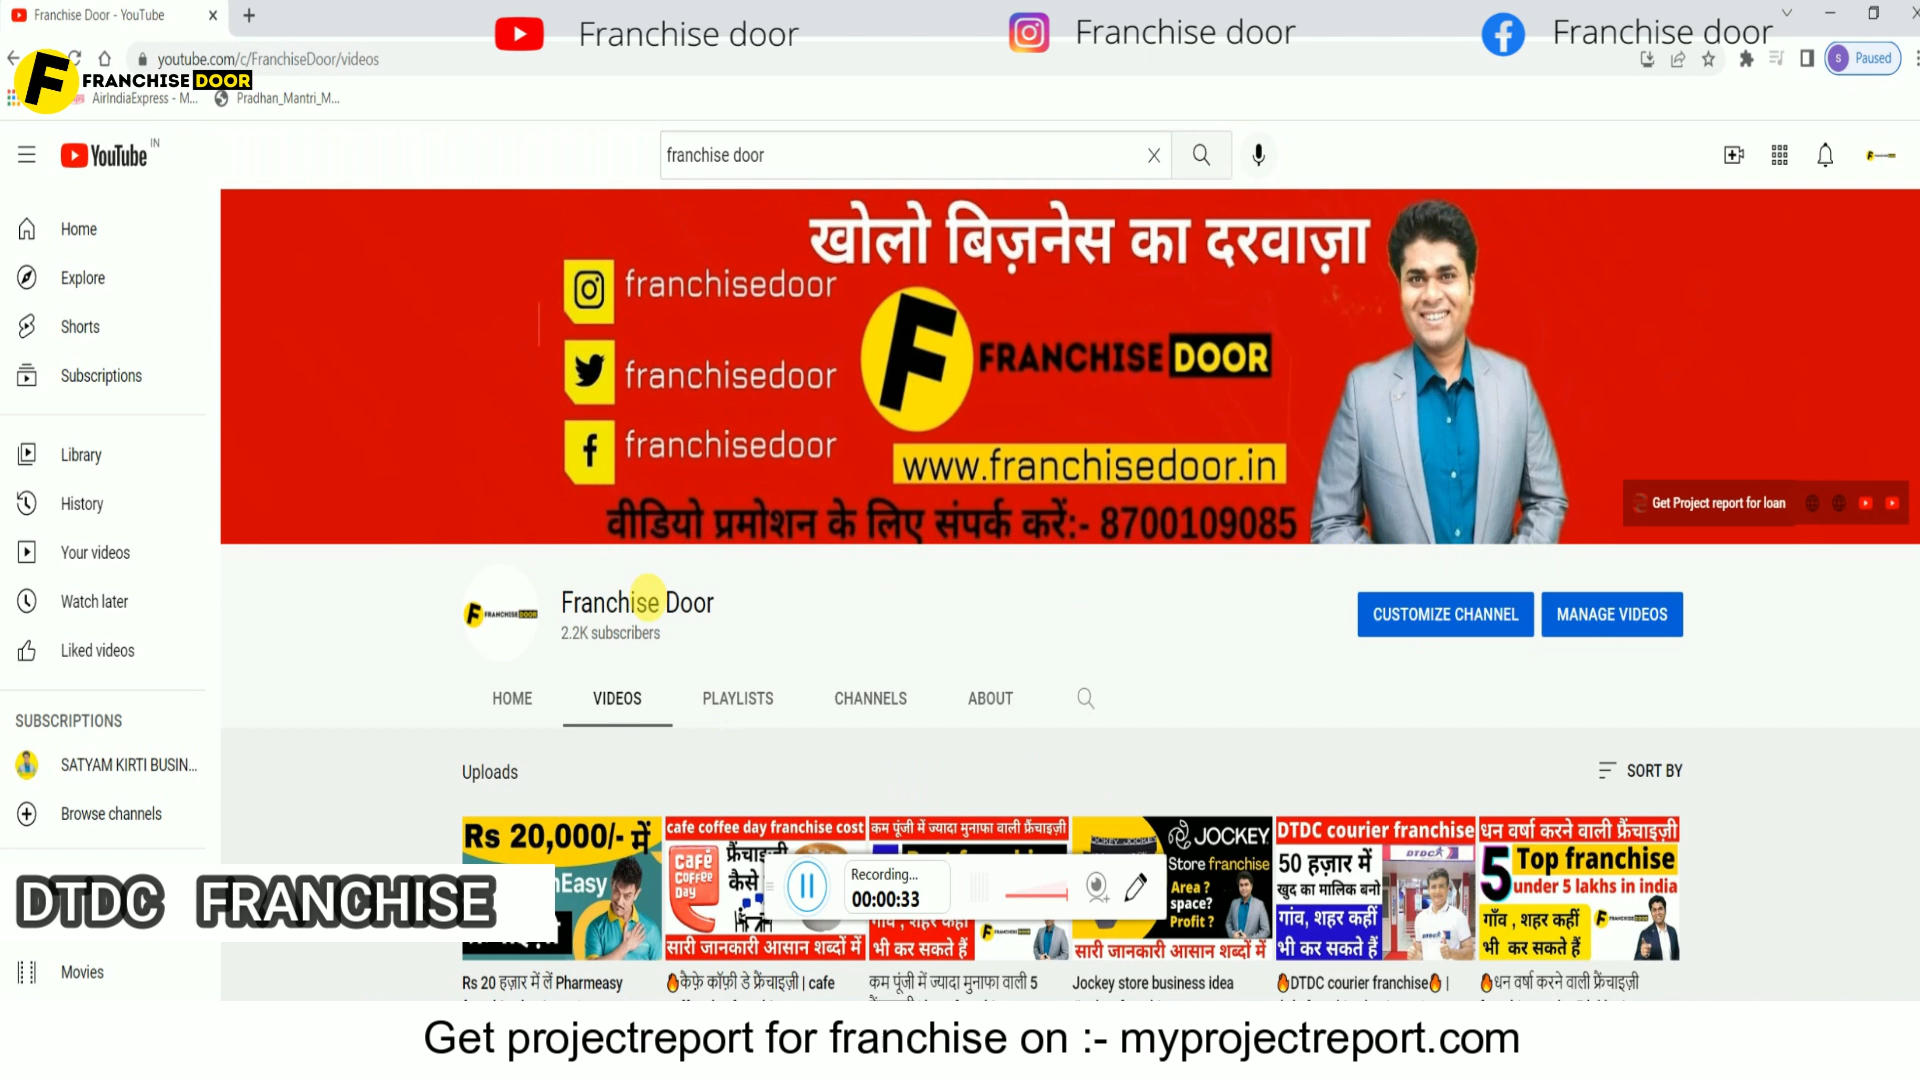 Franchise Door - YouTube
Franchise door
Franchise door
Franchise door
youtube.com/c/FranchiseDoor/videos
Paused
FRANCHISE DOOR
AirIndiaExpress - M...
Pradhan_Mantri_M...
YouTube IN
franchise door
Home
Explore
Shorts
Subscriptions
Library
History
Your videos
Watch later
Liked videos
SUBSCRIPTIONS
SATYAM KIRTI BUSIN...
Browse channels
Movies
खोलो बिज़नेस का दरवाज़ा
franchisedoor
franchisedoor
franchisedoor
FRANCHISE DOOR
www.franchisedoor.in
वीडियो प्रमोशन के लिए संपर्क करें:- 8700109085
Get Project report for loan
Franchise Door
2.2K subscribers
CUSTOMIZE CHANNEL
MANAGE VIDEOS
HOME
VIDEOS
PLAYLISTS
CHANNELS
ABOUT
Uploads
SORT BY
Rs 20,000/- में
cafe coffee day franchise cost
Café
COFFEE
Day
फ्रैंचाइज़ी
कैसे
सारी जानकारी आसान शब्दों में
कम पूंजी में ज्यादा मुनाफा वाली फ्रैंचाइज़ी
गांव, शहर कहीं
भी कर सकते हैं
JOCKEY
Store franchise
Area ?
space?
Profit ?
सारी जानकारी आसान शब्दों में
DTDC courier franchise
50 हज़ार में
खुद का मालिक बनो
गांव, शहर कहीं
भी कर सकते हैं
DTDC
धन वर्षा करने वाली फ्रैंचाइज़ी
5 Top franchise
under 5 lakhs in india
गाँव , शहर कहीं
भी कर सकते हैं
Recording...
00:00:33
DTDC FRANCHISE
Rs 20 हज़ार में लें Pharmeasy
🔥कैफ़े कॉफ़ी डे फ्रैंचाइज़ी | cafe
कम पूंजी में ज्यादा मुनाफा वाली 5
Jockey store business idea
🔥DTDC courier franchise🔥 |
🔥धन वर्षा करने वाली फ्रैंचाइज़ी
Get projectreport for franchise on :- myprojectreport.com